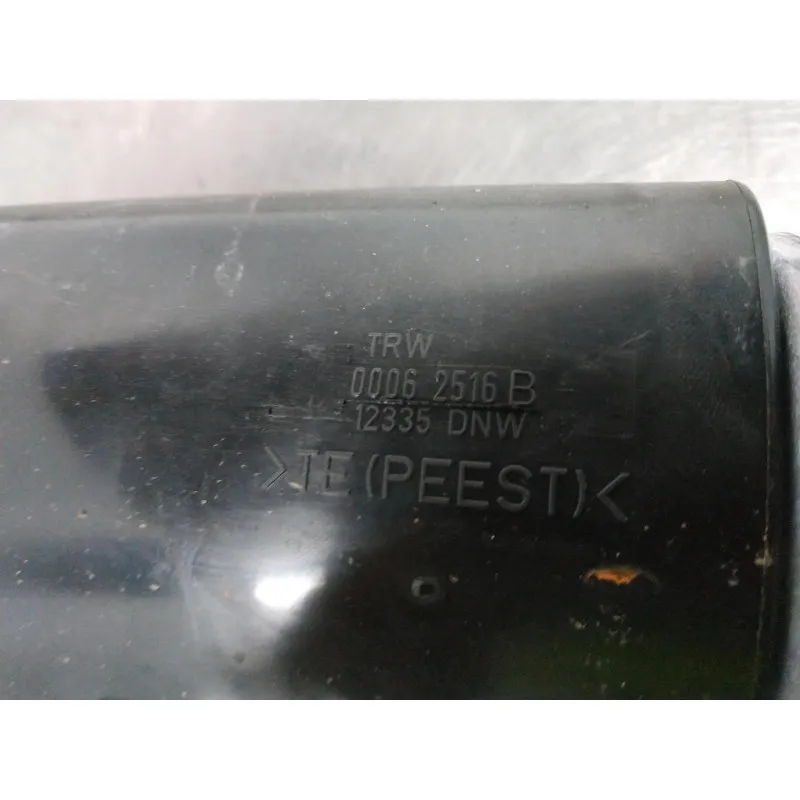 TRW
0006 2516 B
12335 DNW
>TE (PEEST)<